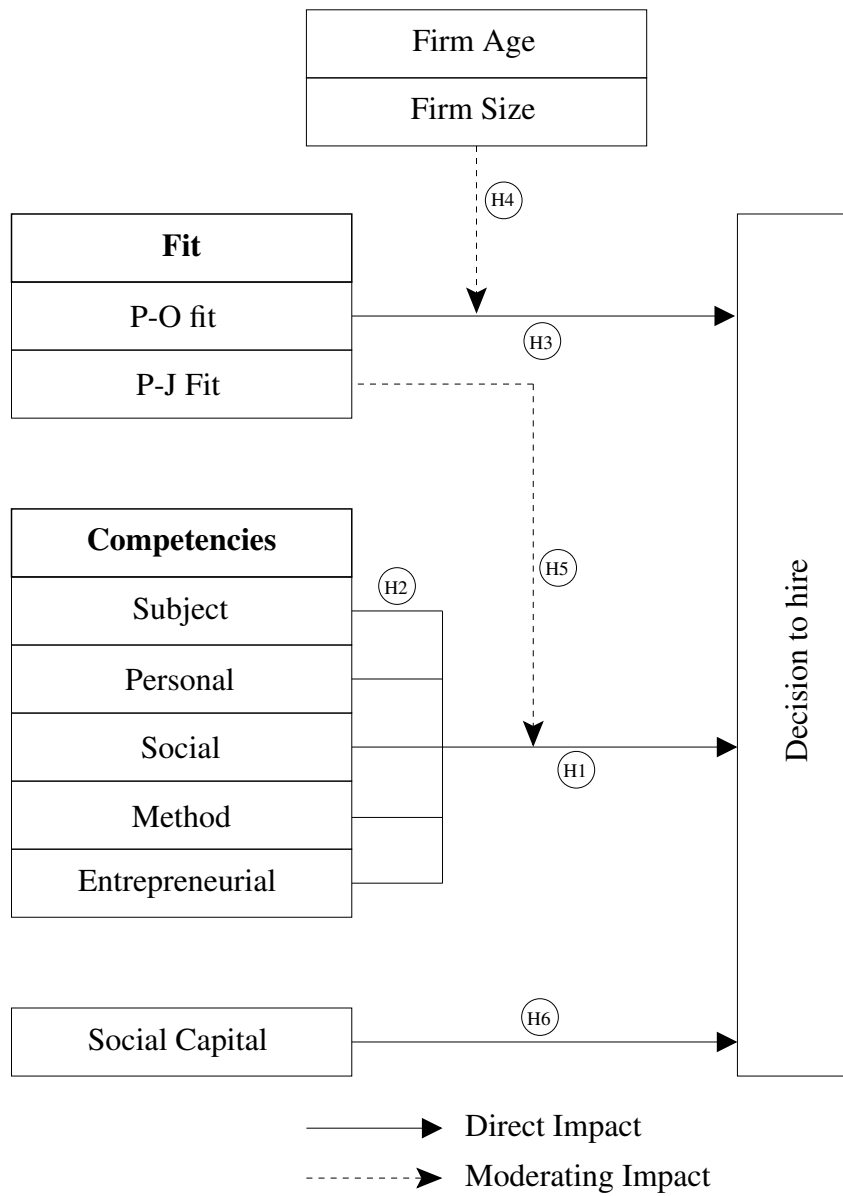 Firm Age
Firm Size
H4
Fit
P-O fit
H3
P-J Fit
Competencies
H5
H2
Subject
Personal
Social
H1
Method
Entrepreneurial
Decision to hire
H6
Social Capital
Direct Impact
Moderating Impact